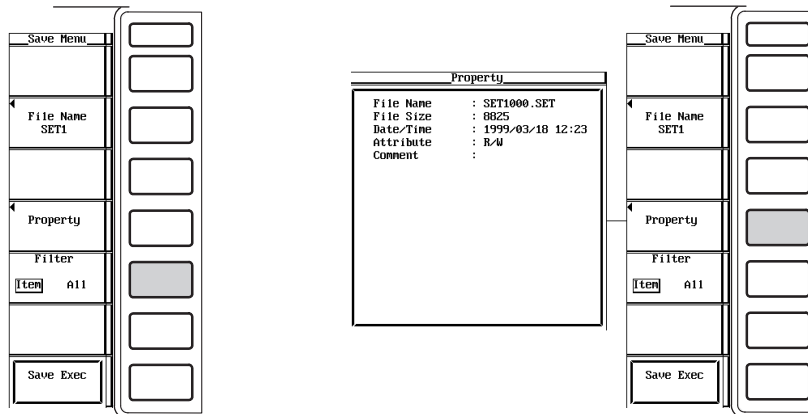 Save Menu
File Name
SET1
Property
Filter
Item All
Save Exec
Property
File Name : SET1000.SET
File Size : 8825
Date/Time : 1999/03/18 12:23
Attribute : R/W
Comment :
Save Menu
File Name
SET1
Property
Filter
Item All
Save Exec